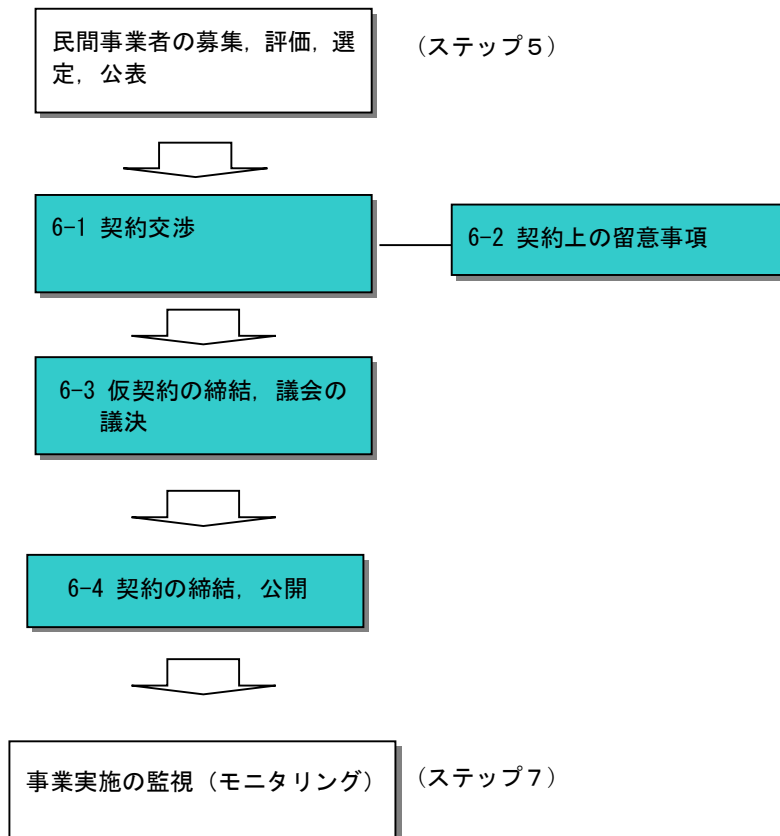 民間事業者の募集，評価，選
定，公表
（ステップ５）
6-1 契約交渉
6-2 契約上の留意事項
6-3 仮契約の締結，議会の
議決
6-4 契約の締結，公開
事業実施の監視（モニタリング）
（ステップ７）